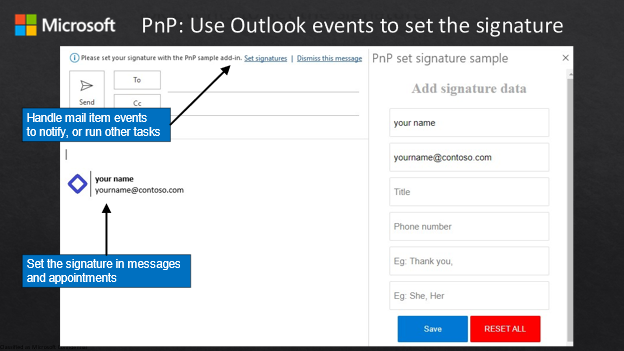 Microsoft PnP: Use Outlook events to set the signature
Please set your signature with the PnP sample add-in. Set signatures | Dismiss this message
PnP set signature sample
To
Send
Cc
Handle mail item events
to notify, or run other tasks
your name
yourname@contoso.com
Set the signature in messages
and appointments
Add signature data
your name
yourname@contoso.com
Title
Phone number
Eg: Thank you,
Eg: She, Her
Save
RESET ALL